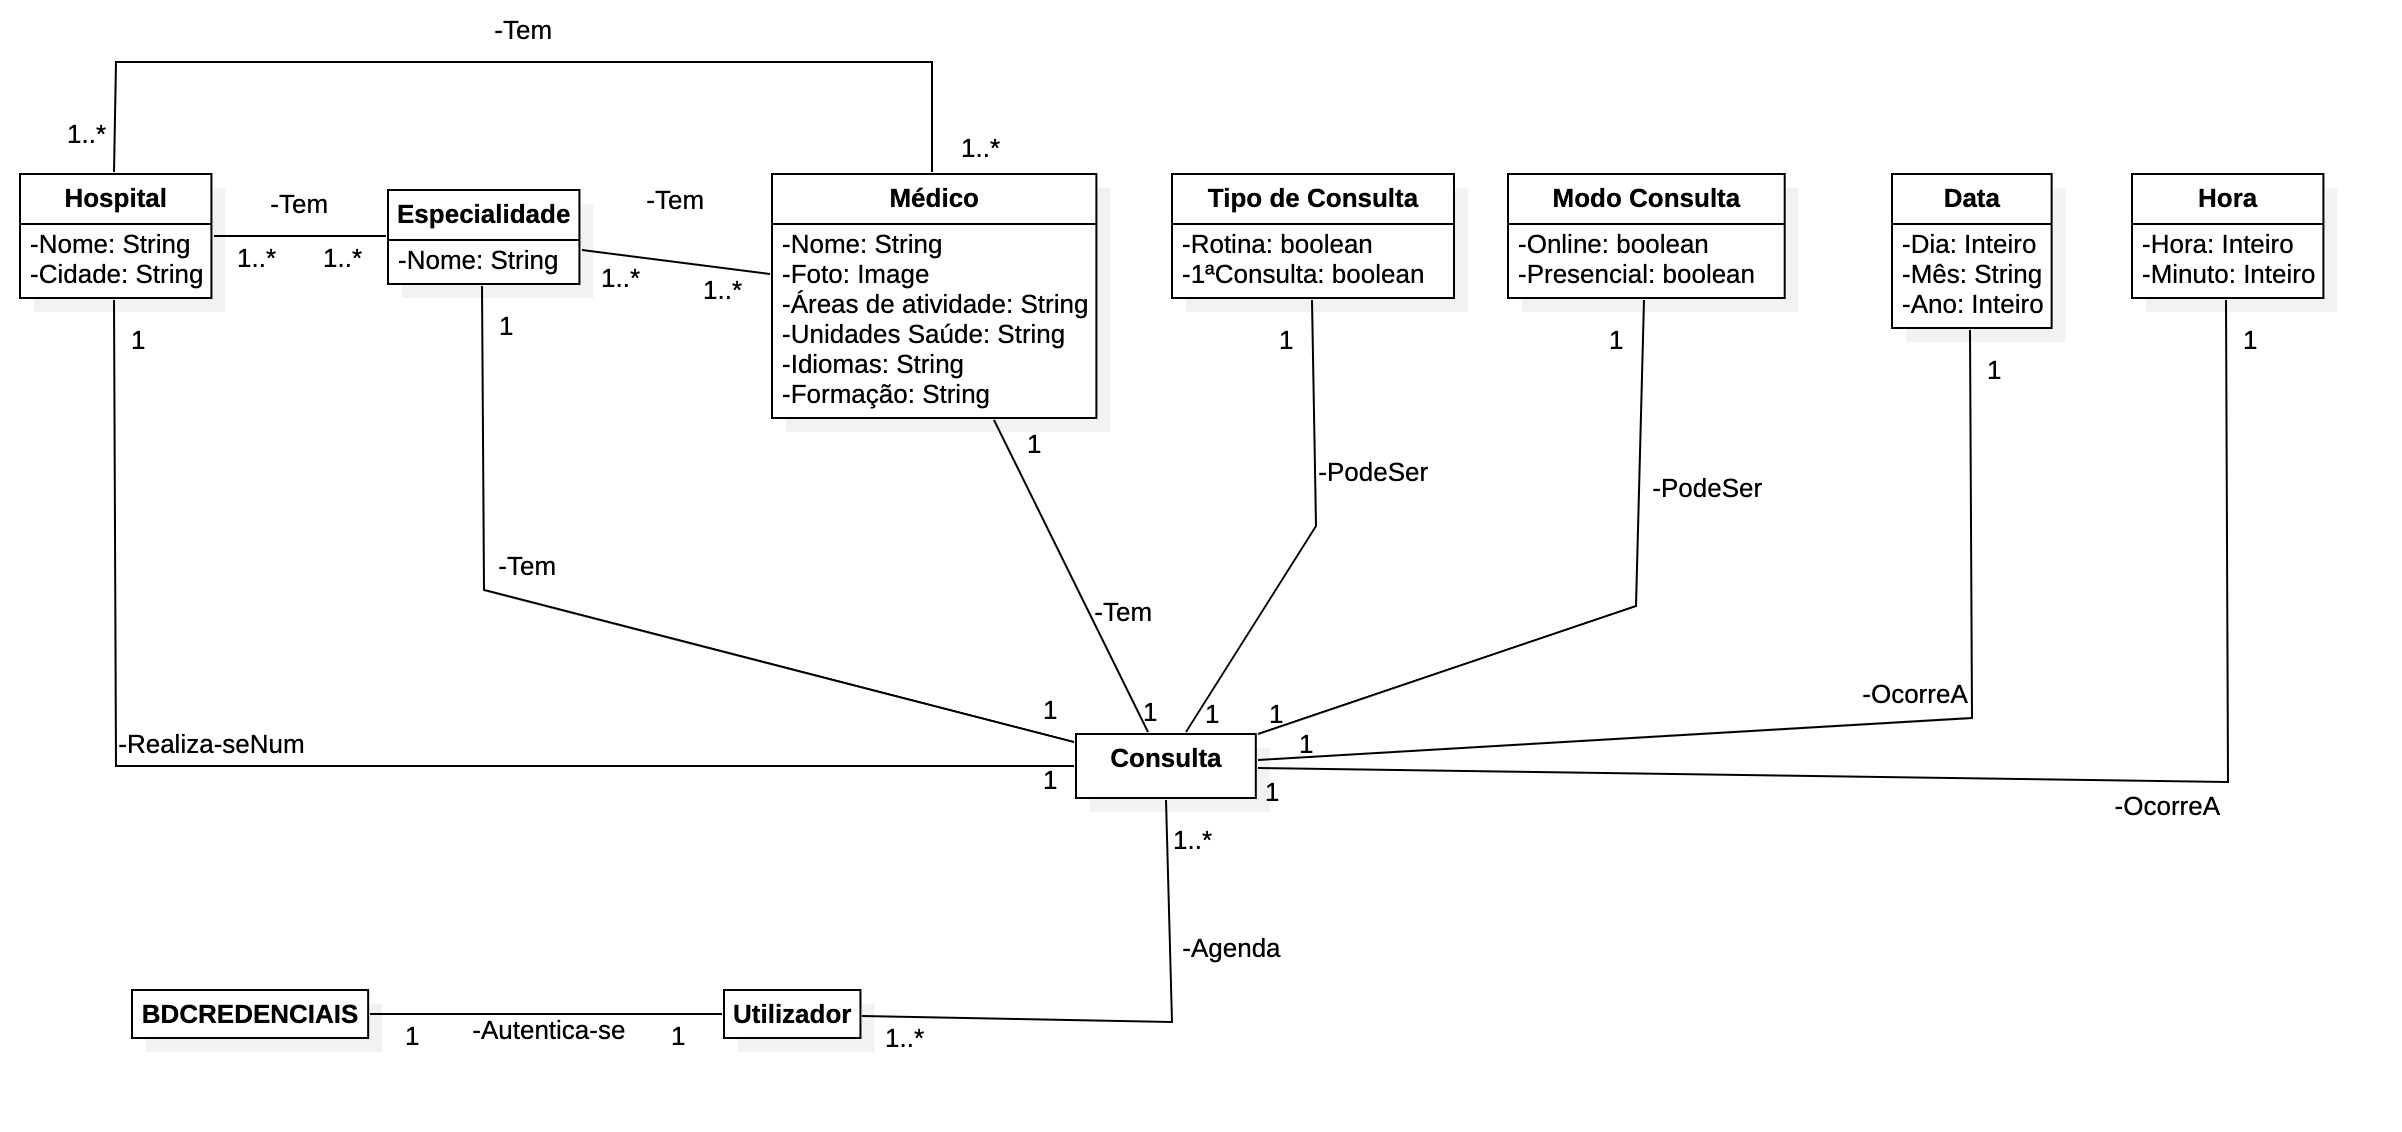 -Tem
1..*
1..*
Hospital
-Nome: String
-Cidade: String
-Tem
1..*
1..*
Especialidade
-Nome: String
-Tem
1..*
1..*
Médico
-Nome: String
-Foto: Image
-Áreas de atividade: String
-Unidades Saúde: String
-Idiomas: String
-Formação: String
Tipo de Consulta
-Rotina: boolean
-1ªConsulta: boolean
Modo Consulta
-Online: boolean
-Presencial: boolean
Data
-Dia: Inteiro
-Mês: String
-Ano: Inteiro
Hora
-Hora: Inteiro
-Minuto: Inteiro
1
1
1
1
1
1
1
-PodeSer
-PodeSer
-Tem
-Tem
-OcorreA
1
1
1
1
-Realiza-seNum
1
Consulta
1
1
-OcorreA
1..*
-Agenda
BDCREDENCIAIS
1
-Autentica-se
1
Utilizador
1..*